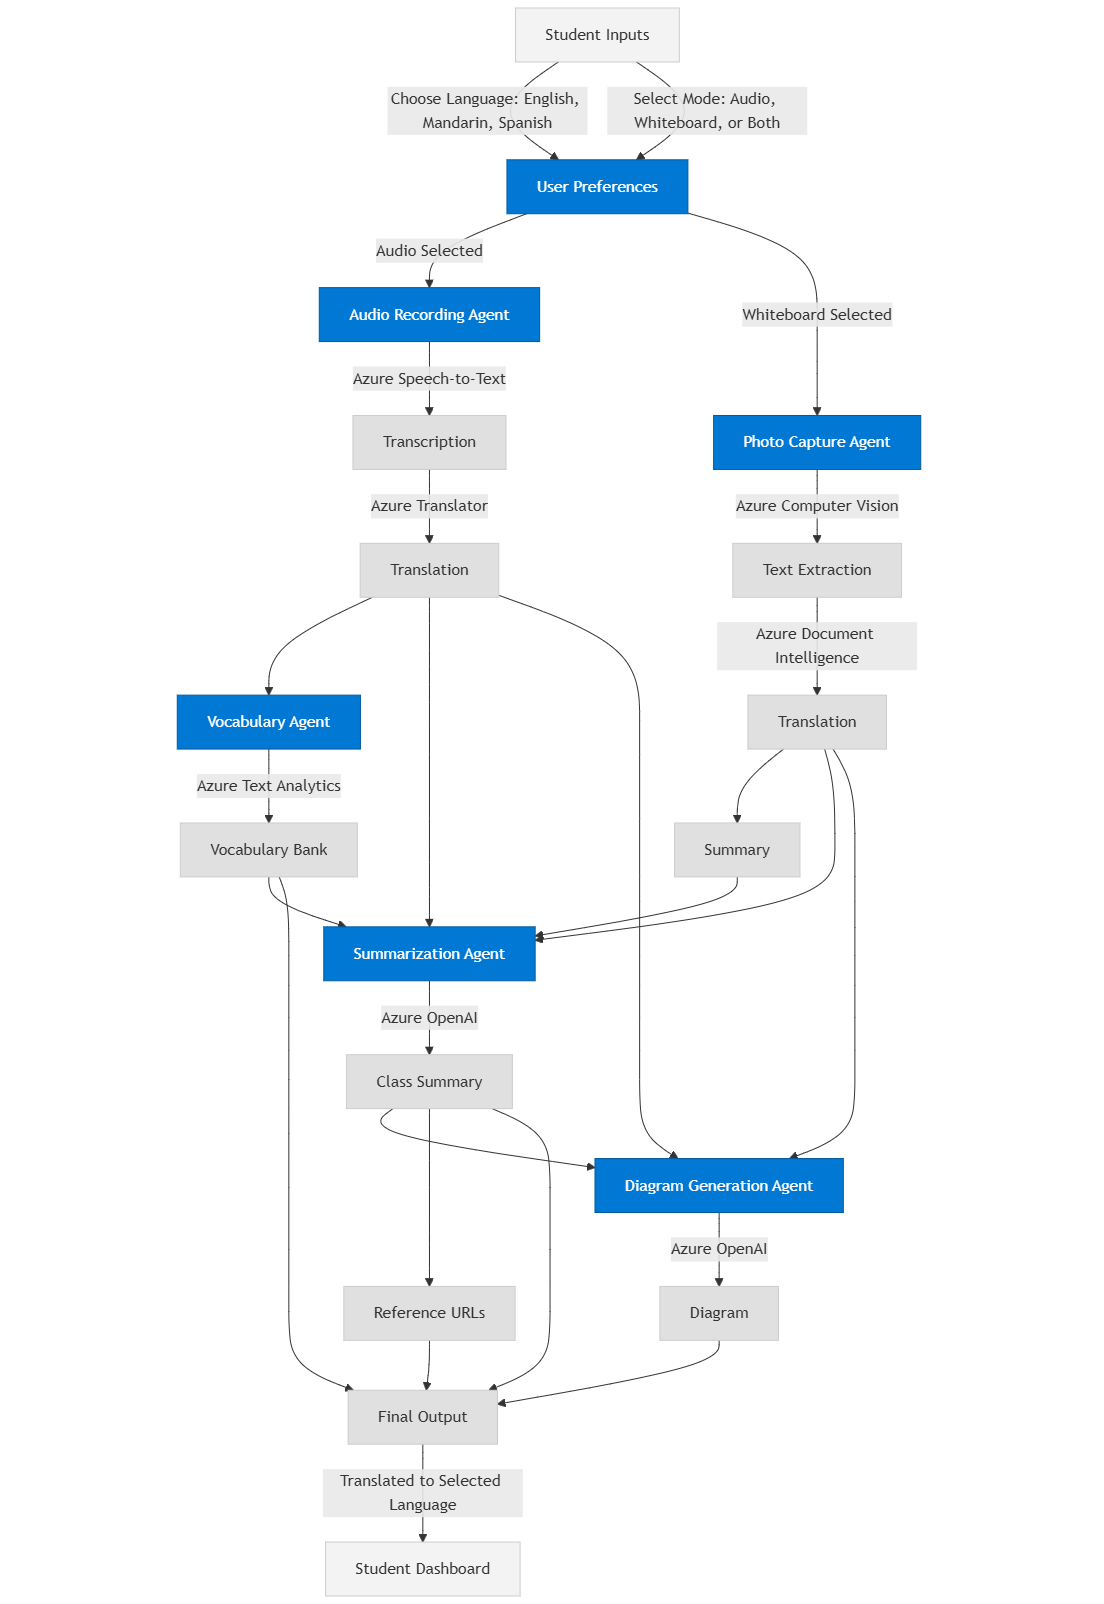 Student Inputs
Choose Language: English,
Mandarin, Spanish
Select Mode: Audio,
Whiteboard, or Both
User Preferences
Audio Selected
Audio Recording Agent
Whiteboard Selected
Azure Speech-to-Text
Transcription
Photo Capture Agent
Azure Translator
Azure Computer Vision
Translation
Text Extraction
Azure Document
Intelligence
Vocabulary Agent
Translation
Azure Text Analytics
Vocabulary Bank
Summary
Summarization Agent
Azure OpenAI
Class Summary
Diagram Generation Agent
Azure OpenAI
Reference URLs
Diagram
Final Output
Translated to Selected
Language
Student Dashboard